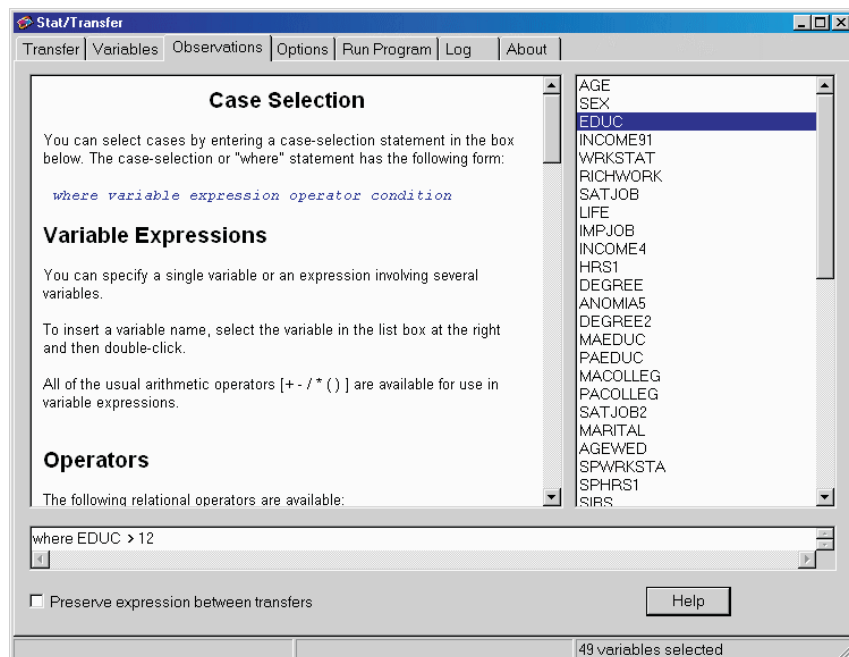 Stat/Transfer
Transfer Variables Observations Options Run Program Log About
Case Selection
You can select cases by entering a case-selection statement in the box
below. The case-selection or "where" statement has the following form:
where variable expression operator condition
Variable Expressions
You can specify a single variable or an expression involving several
variables.
To insert a variable name, select the variable in the list box at the right
and then double-click.
All of the usual arithmetic operators [+ - / * ( ) ] are available for use in
variable expressions.
Operators
The following relational operators are available:
AGE
SEX
EDUC
INCOME91
WRKSTAT
RICHWORK
SATJOB
LIFE
IMPJOB
INCOME4
HRS1
DEGREE
ANOMIA5
DEGREE2
MAEDUC
PAEDUC
MACOLLEG
PACOLLEG
SATJOB2
MARITAL
AGEWED
SPWRKSTA
SPHRS1
SIBS
where EDUC > 12
Preserve expression between transfers
Help
49 variables selected